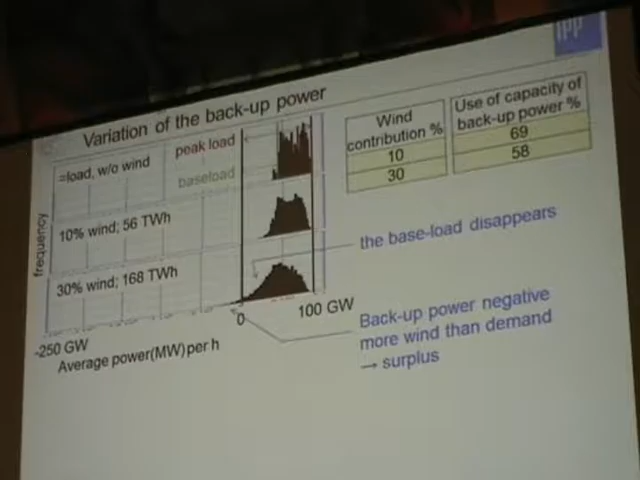 IPP
Variation of the back-up power
=load, w/o wind
peak load
baseload
10% wind; 56 TWh
30% wind; 168 TWh
frequency
-250 GW
0
100 GW
Average power(MW)per h
Wind
contribution %
Use of capacity of
back-up power %
10
69
30
58
the base-load disappears
Back-up power negative
more wind than demand
→ surplus